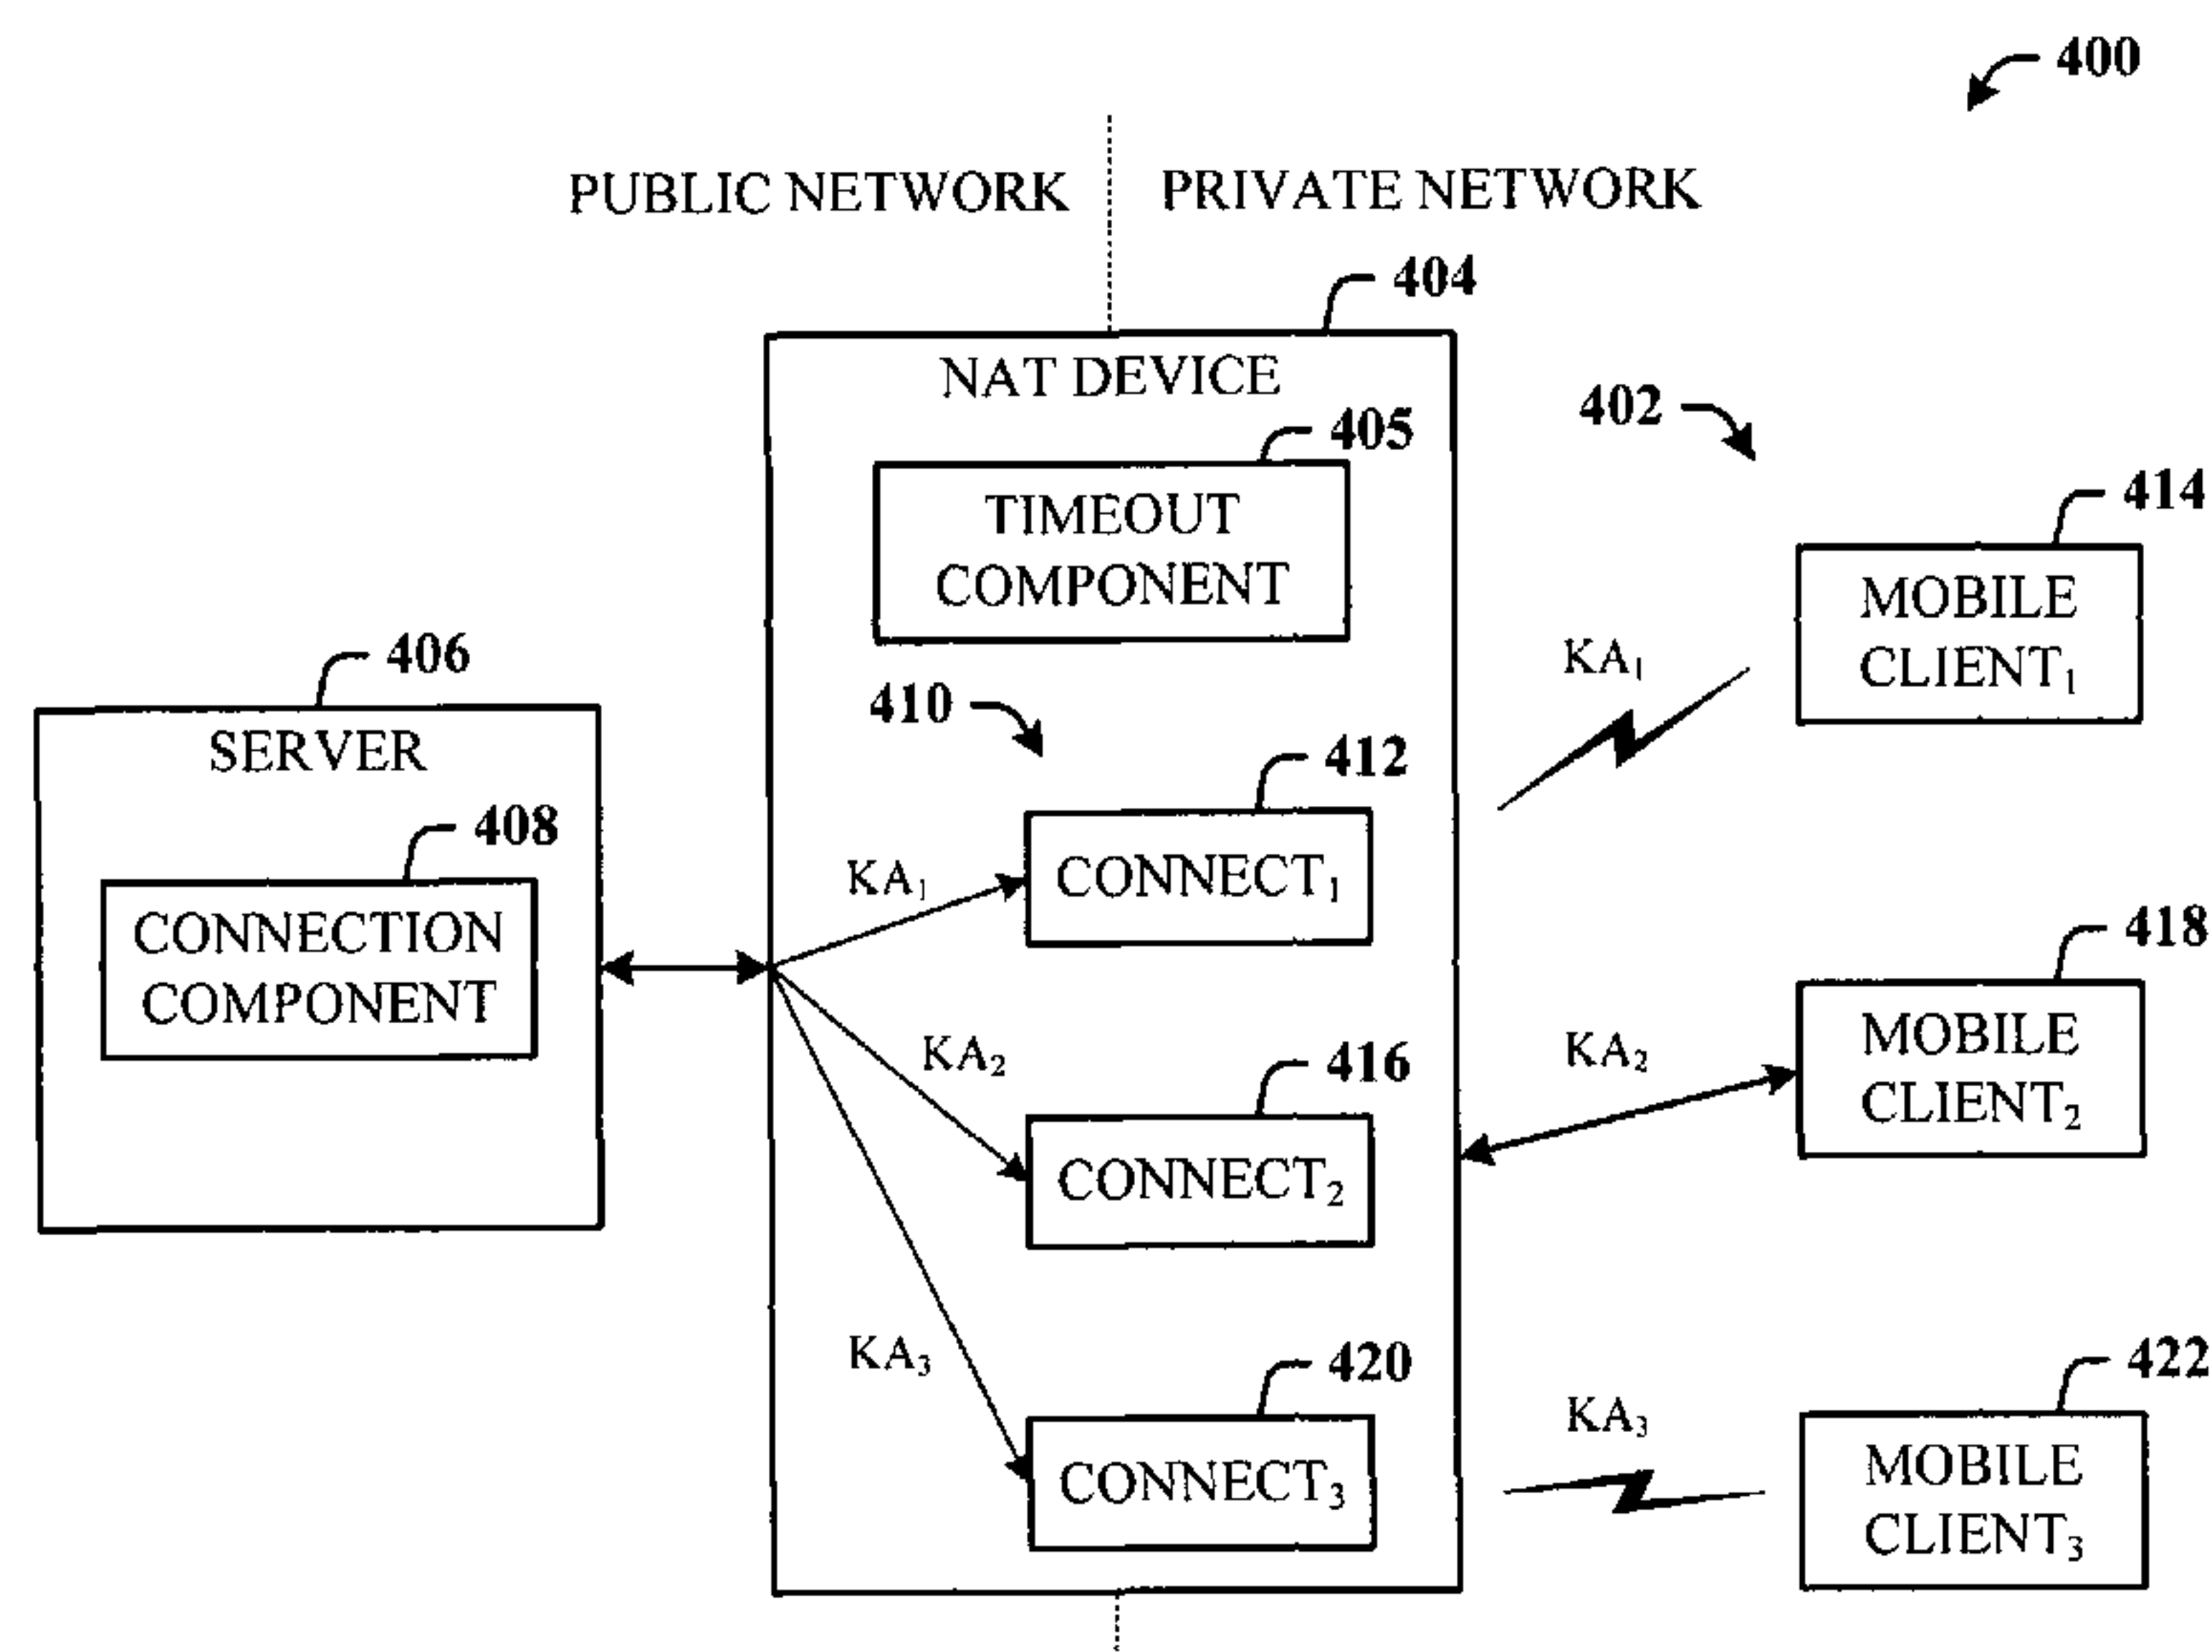 400
PUBLIC NETWORK
PRIVATE NETWORK
404
NAT DEVICE
402
405
TIMEOUT
COMPONENT
414
MOBILE
CLIENT₁
KA₁
406
SERVER
410
412
408
CONNECTION
COMPONENT
KA₁
CONNECT₁
418
MOBILE
CLIENT₂
KA₂
KA₂
416
CONNECT₂
KA₃
420
CONNECT₃
KA₃
422
MOBILE
CLIENT₃